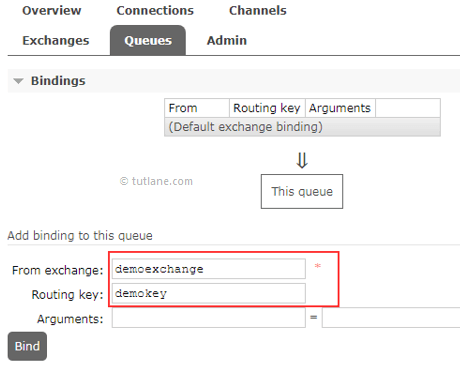 Overview Connections Channels
Exchanges Queues Admin
Bindings
From Routing key Arguments
(Default exchange binding)
⇓
© tutlane.com
This queue
Add binding to this queue
From exchange: demoexchange *
Routing key: demokey
Arguments: =
Bind